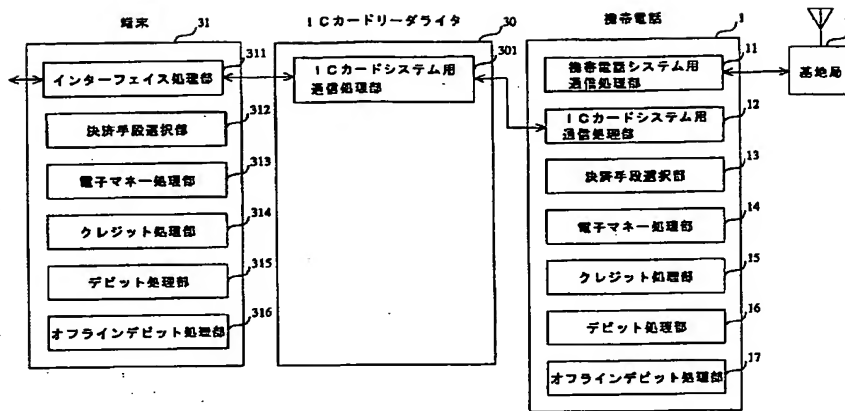 端末
31
311
インターフェイス処理部
312
決済手段選択部
313
電子マネー処理部
314
クレジット処理部
315
デビット処理部
316
オフラインデビット処理部
ICカードリーダライタ
30
301
ICカードシステム用
通信処理部
携帯電話
1
11
携帯電話システム用
通信処理部
12
ICカードシステム用
通信処理部
13
決済手段選択部
14
電子マネー処理部
15
クレジット処理部
16
デビット処理部
17
オフラインデビット処理部
基地局